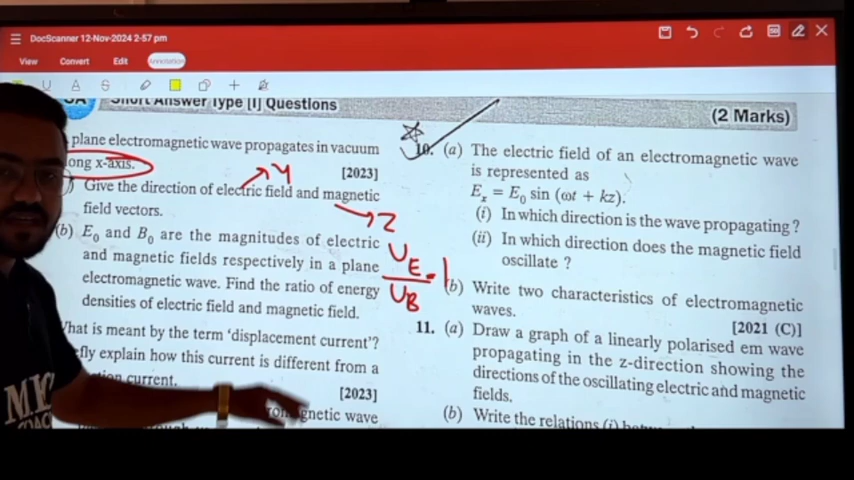 DocScanner 12-Nov-2024 2-57 pm
View Convert Edit Annotation
SA Short Answer Type [I] Questions
(2 Marks)
plane electromagnetic wave propagates in vacuum
ong x-axis.
[2023]
Give the direction of electric field and magnetic
field vectors.
Y
Z
(b) E0 and B0 are the magnitudes of electric
and magnetic fields respectively in a plane
electromagnetic wave. Find the ratio of energy
densities of electric field and magnetic field.
UE/UB = 1
What is meant by the term 'displacement current'?
efly explain how this current is different from a
tion current.
[2023]
romagnetic wave
10. (a) The electric field of an electromagnetic wave
is represented as
Ex = E0 sin (ωt + kz).
(i) In which direction is the wave propagating ?
(ii) In which direction does the magnetic field
oscillate ?
(b) Write two characteristics of electromagnetic
waves.
[2021 (C)]
11. (a) Draw a graph of a linearly polarised em wave
propagating in the z-direction showing the
directions of the oscillating electric and magnetic
fields.
(b) Write the relations (i)